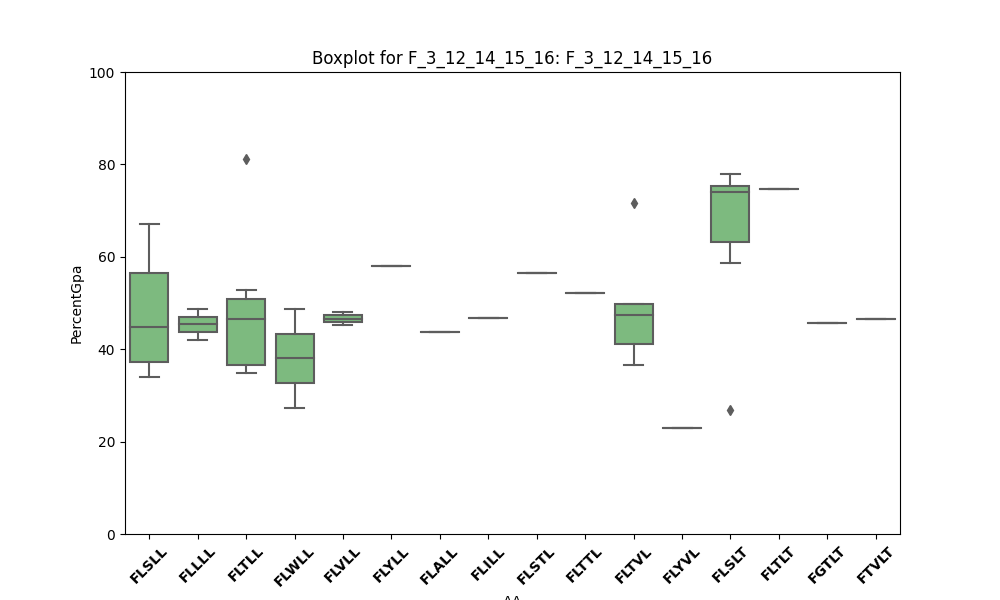 Boxplot for F_3_12_14_15_16: F_3_12_14_15_16
PercentGpa
100
80
60
40
20
0
FLSLL
FLLLL
FLTLL
FLWLL
FLVLL
FLYLL
FLALL
FLILL
FLSTL
FLTTL
FLTVL
FLYVL
FLSLT
FLTLT
FGTLT
FTVLT
AA